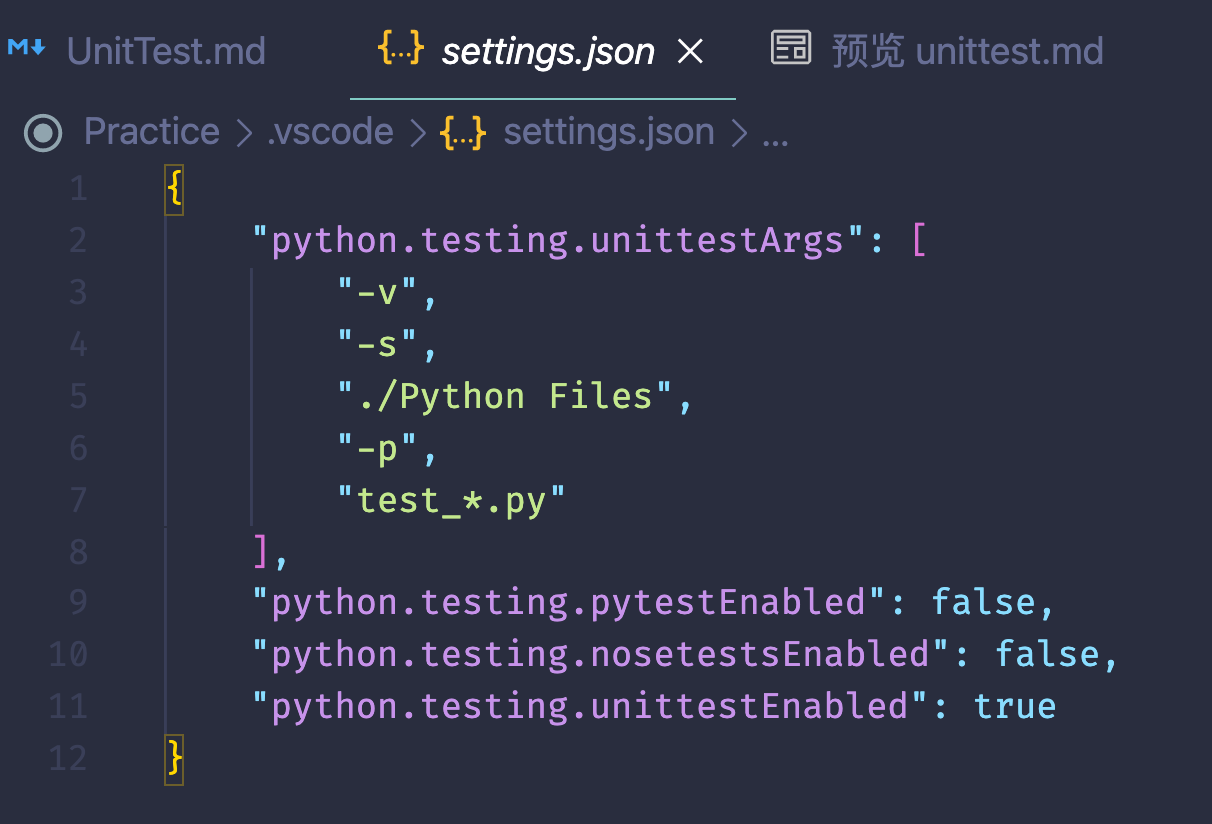 M↓ UnitTest.md {...} settings.json × 预览 unittest.md
Practice > .vscode > {...} settings.json > ...
1 {
2 "python.testing.unittestArgs": [
3 "-v",
4 "-s",
5 "./Python Files",
6 "-p",
7 "test_*.py"
8 ],
9 "python.testing.pytestEnabled": false,
10 "python.testing.nosetestsEnabled": false,
11 "python.testing.unittestEnabled": true
12 }